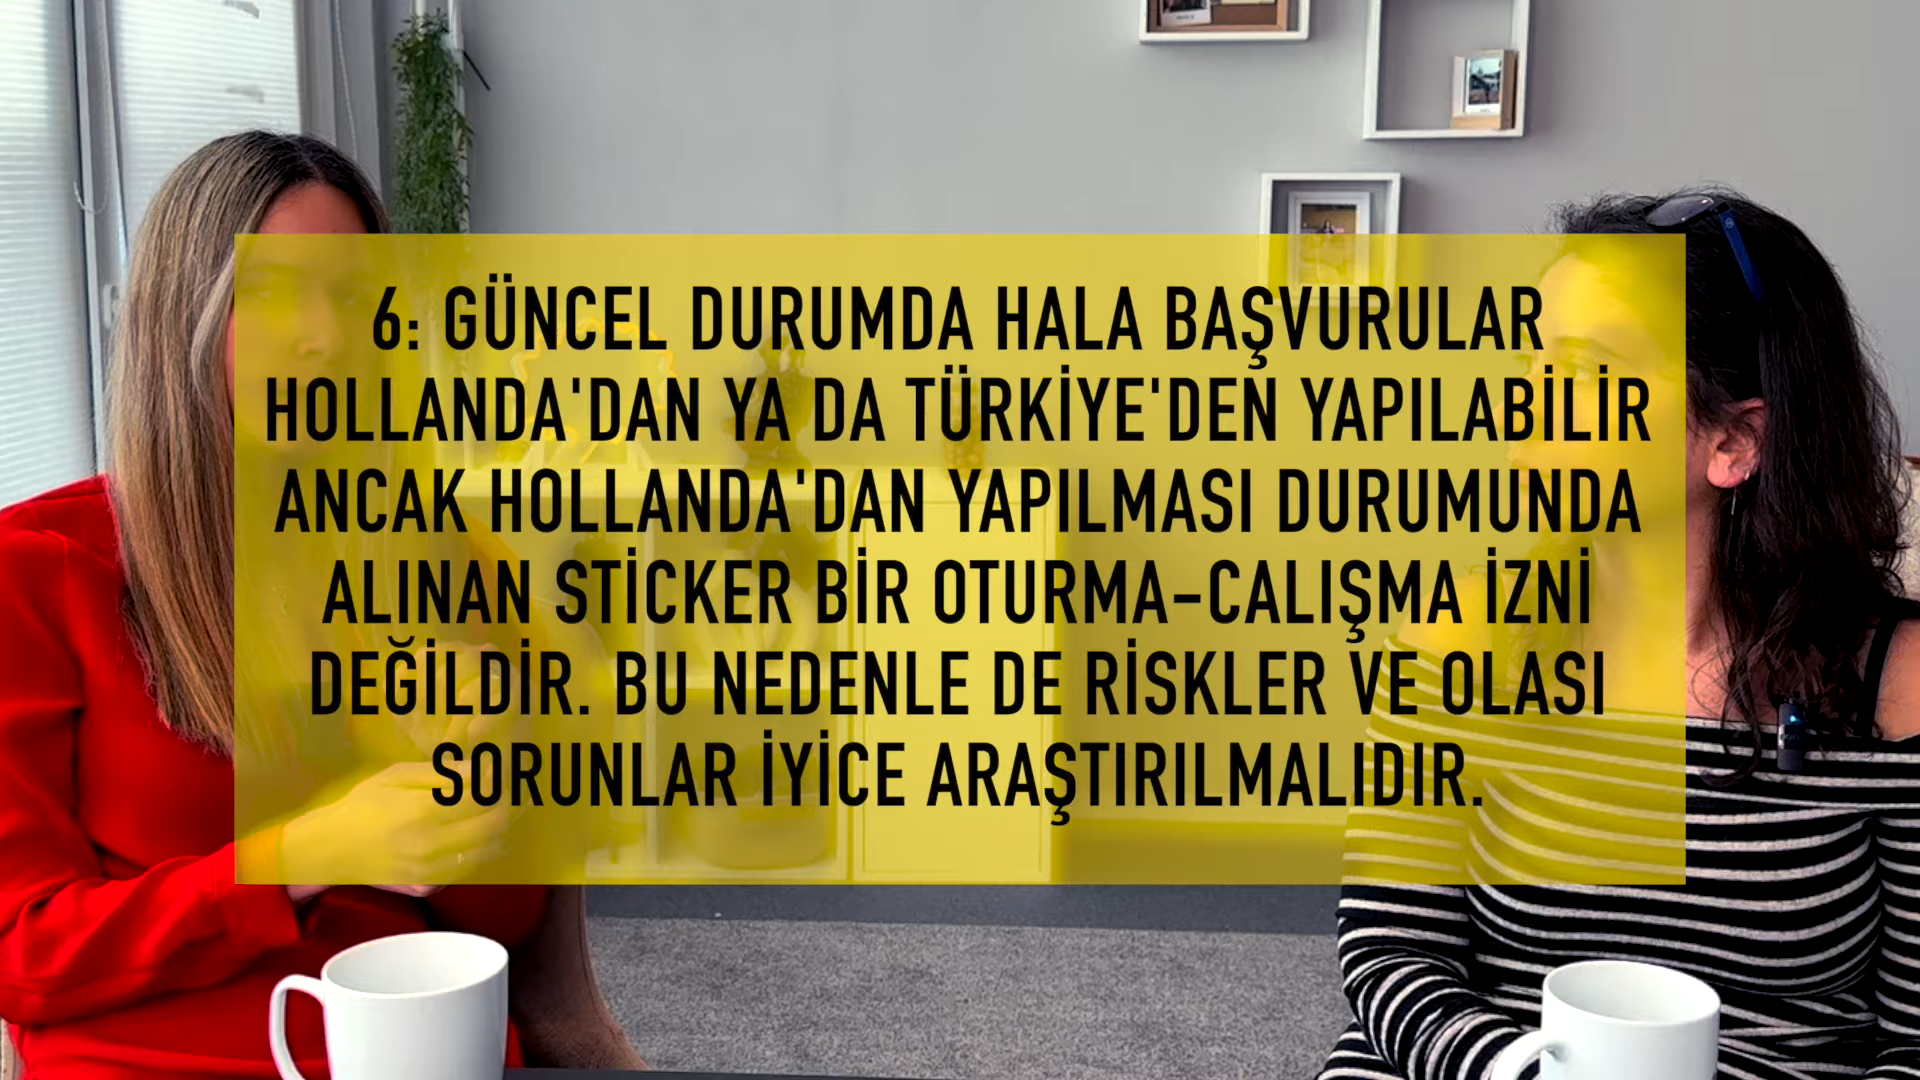 6: GÜNCEL DURUMDA HALA BAŞVURULAR
HOLLANDA'DAN YA DA TÜRKİYE'DEN YAPILABİLİR
ANCAK HOLLANDA'DAN YAPILMASI DURUMUNDA
ALINAN STİCKER BİR OTURMA-CALIŞMA İZNİ
DEĞİLDİR. BU NEDENLE DE RİSKLER VE OLASI
SORUNLAR İYİCE ARAŞTIRILMALIDIR.